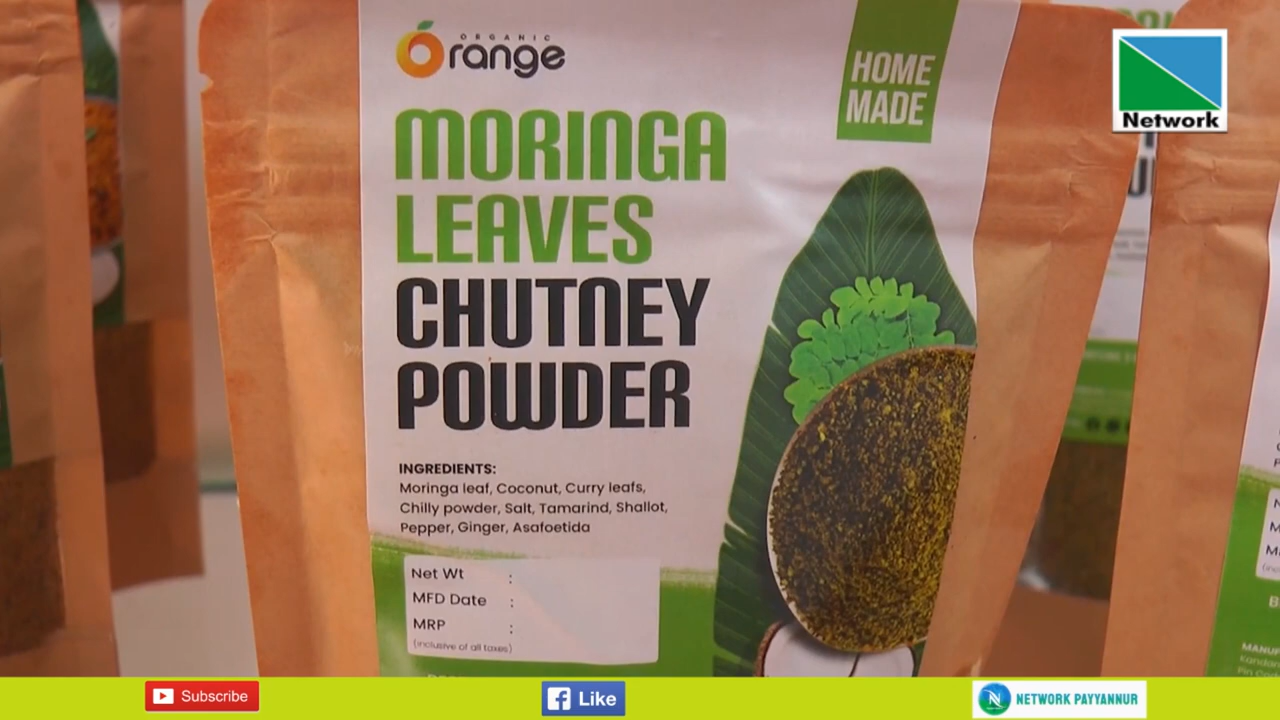 ORGANIC
Orange
HOME
MADE
Network
MORINGA
LEAVES
CHUTNEY
POWDER
INGREDIENTS:
Moringa leaf, Coconut, Curry leafs,
Chilly powder, Salt, Tamarind, Shallot,
Pepper, Ginger, Asafoetida
Net Wt :
MFD Date :
MRP :
(inclusive of all taxes)
Subscribe
Like
NETWORK PAYYANNUR